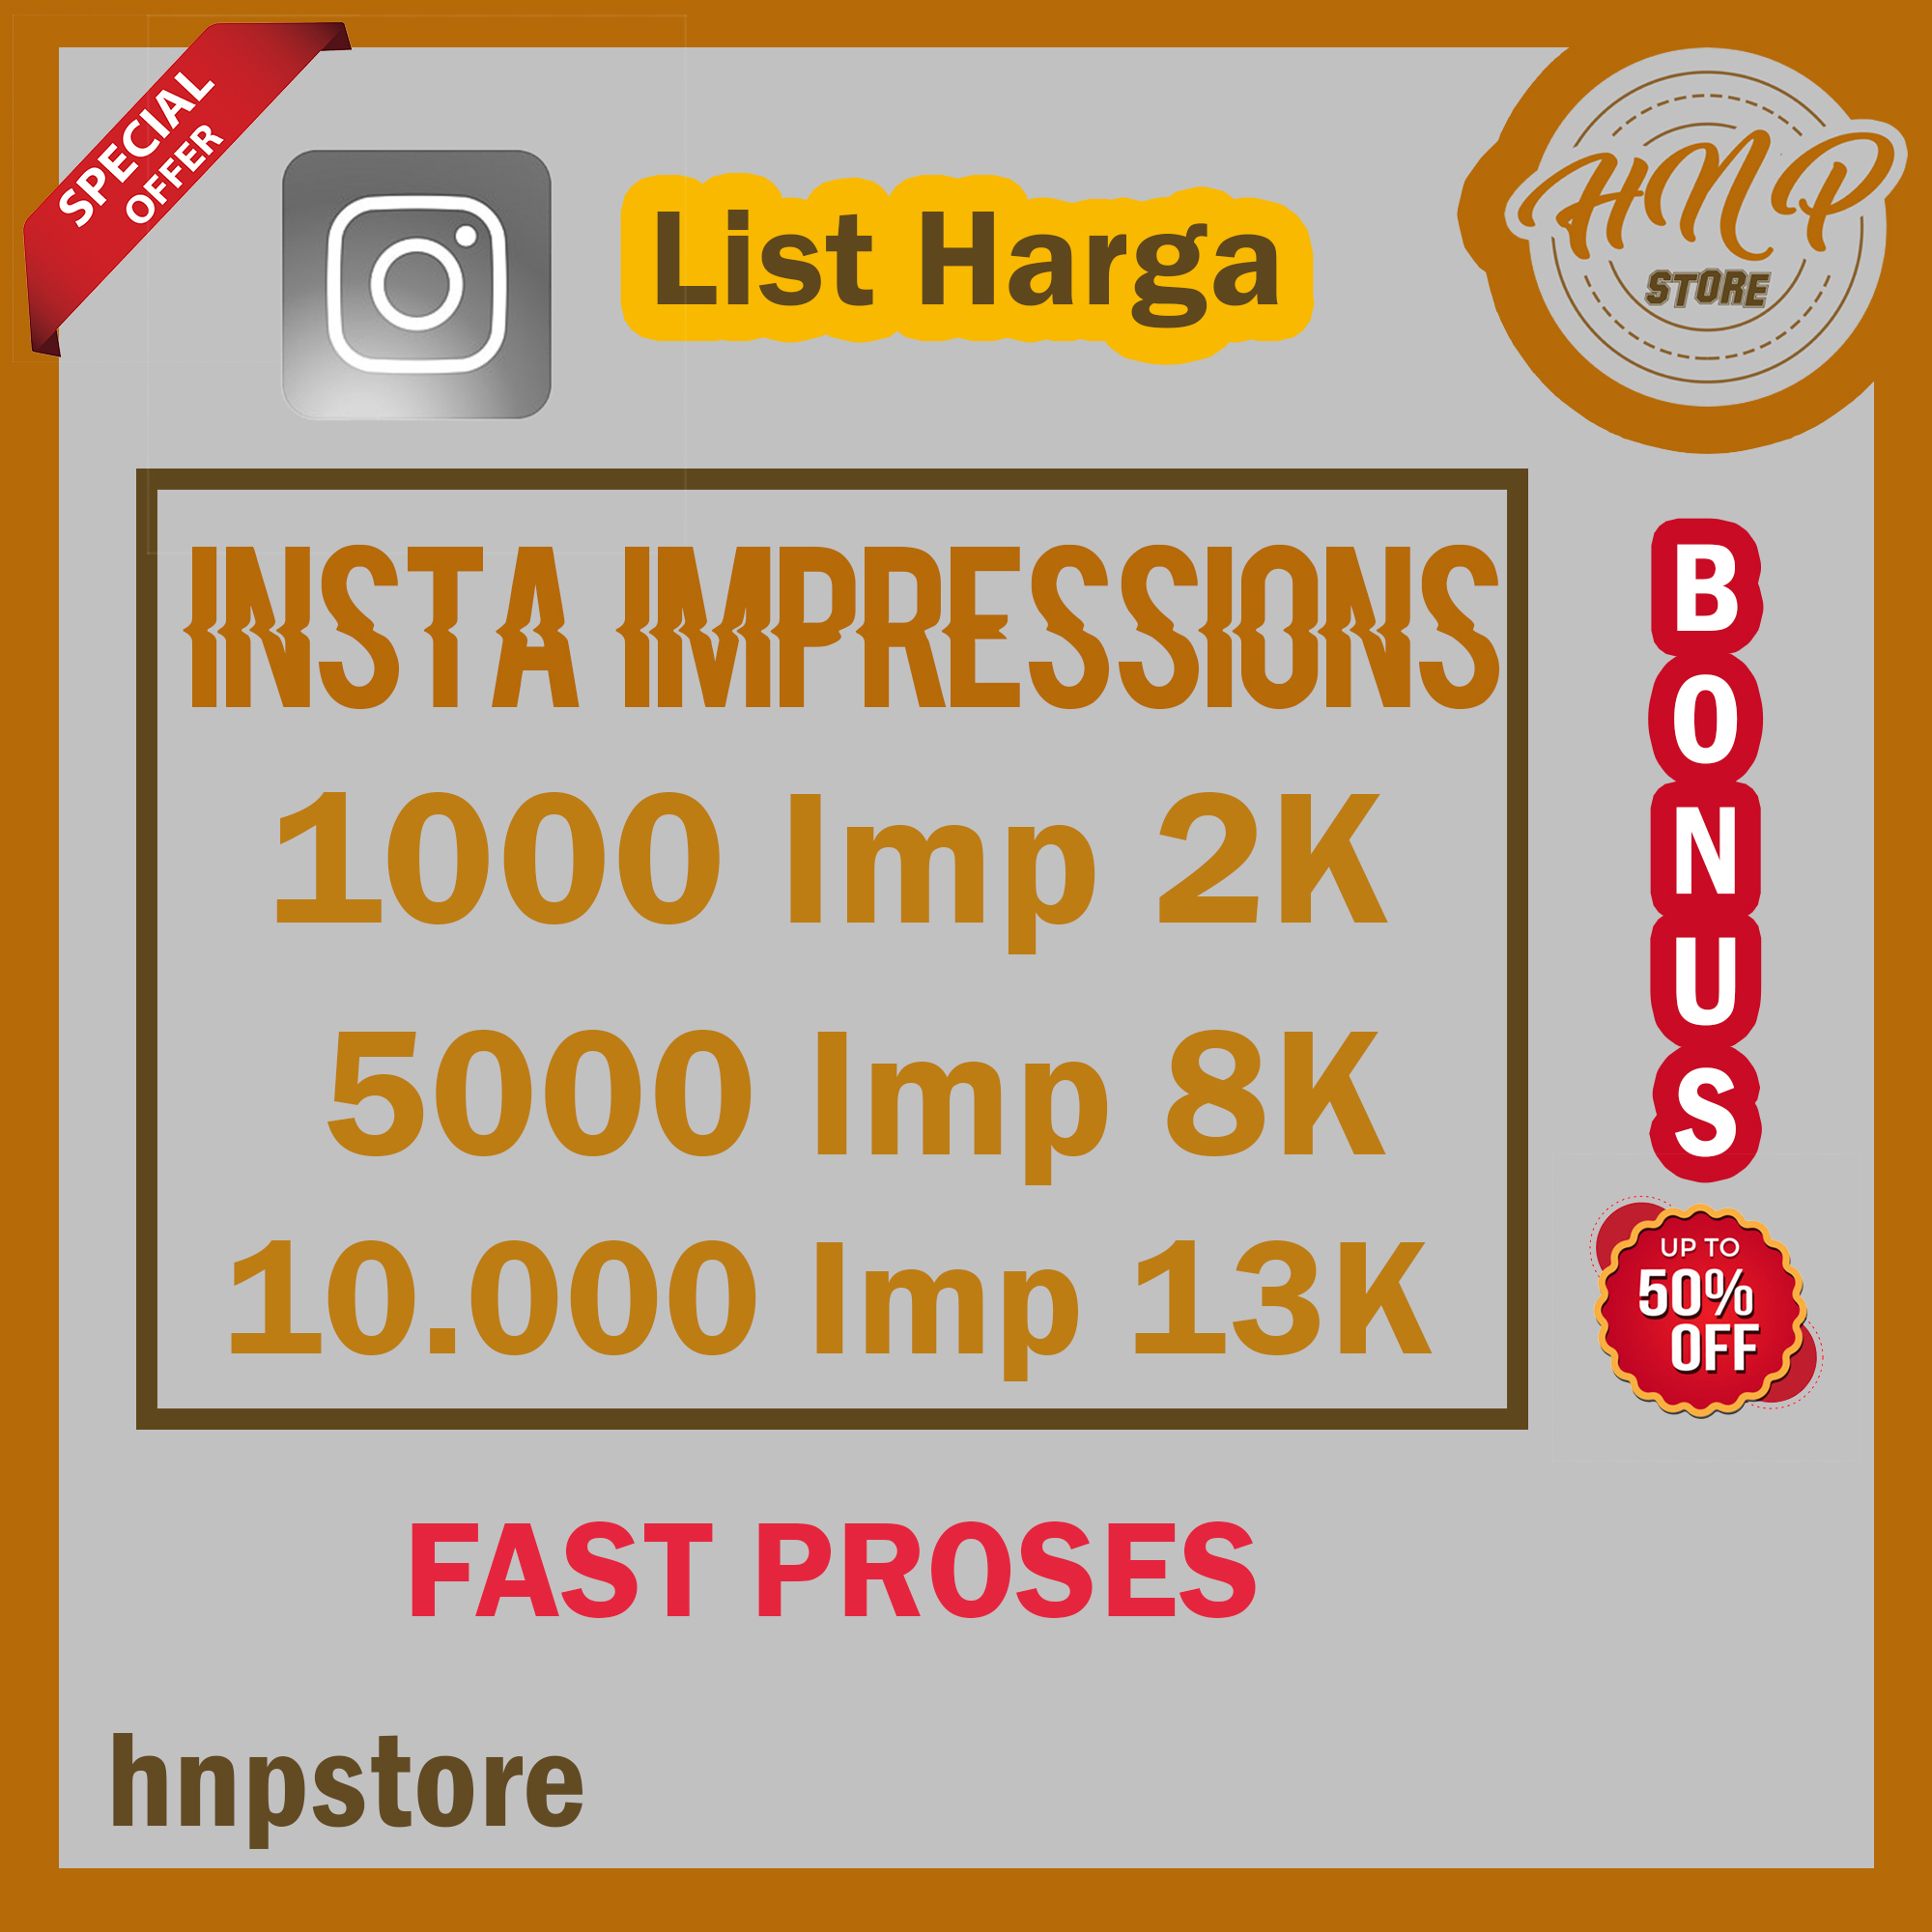 SPECIAL
OFFER
List Harga
HNP
STORE
INSTA IMPRESSIONS
1000 Imp 2K
5000 Imp 8K
10.000 Imp 13K
BONUS
UP TO
50%
OFF
FAST PROSES
hnpstore